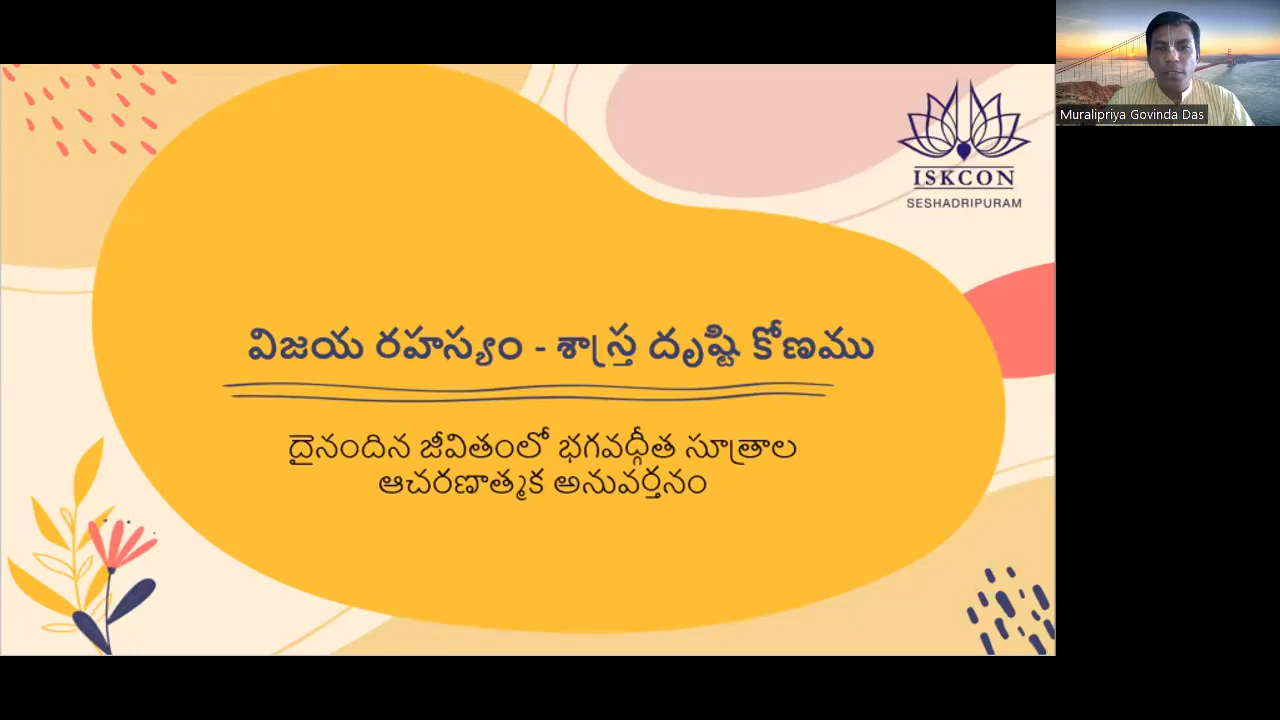 Muralipriya Govinda Das
ISKCON
SESHADRIPURAM
విజయ రహస్యం - శాస్త్ర దృష్టి కోణము
దైనందిన జీవితంలో భగవద్గీత సూత్రాల
ఆచరణాత్మక అనువర్తనం